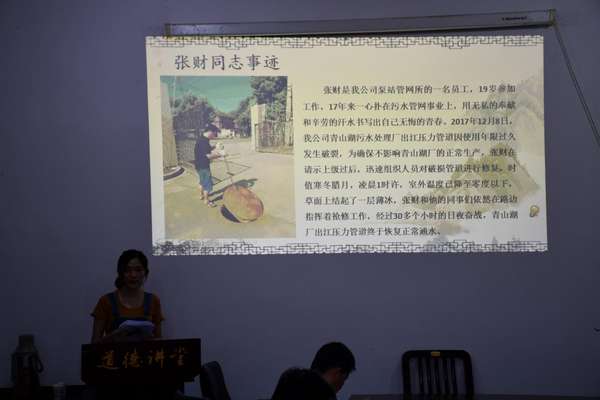 张财同志事迹
张财是我公司泵站管网所的一名员工，19岁参加
工作，17年来一心扑在污水管网事业上，用无私的奉献
和辛劳的汗水书写出自己无悔的青春。2017年12月8日，
我公司青山湖污水处理厂出江压力管道因使用年限过久
发生破裂，为确保不影响青山湖厂的正常生产，张财在
请示上级过后，迅速组织人员对破损管道进行修复，时
值寒冬腊月，凌晨1时许，室外温度已降至零度以下，
草面上结起了一层薄冰，张财和他的同事们依然在路边
指挥着抢修工作，经过30多个小时的日夜奋战，青山湖
厂出江压力管道终于恢复正常通水。
道德讲堂